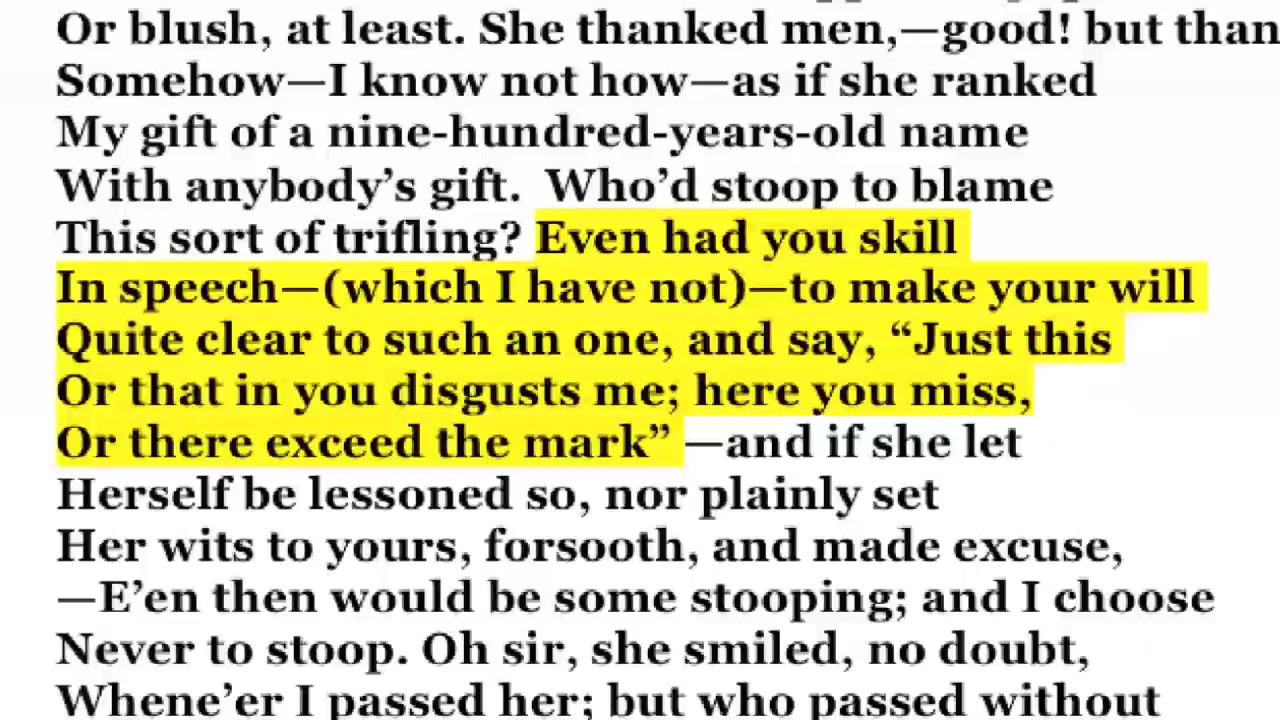 Or blush, at least. She thanked men,—good! but than
Somehow—I know not how—as if she ranked
My gift of a nine-hundred-years-old name
With anybody’s gift.  Who’d stoop to blame
This sort of trifling? Even had you skill
In speech—(which I have not)—to make your will
Quite clear to such an one, and say, “Just this
Or that in you disgusts me; here you miss,
Or there exceed the mark” —and if she let
Herself be lessoned so, nor plainly set
Her wits to yours, forsooth, and made excuse,
—E’en then would be some stooping; and I choose
Never to stoop. Oh sir, she smiled, no doubt,
Whene’er I passed her; but who passed without